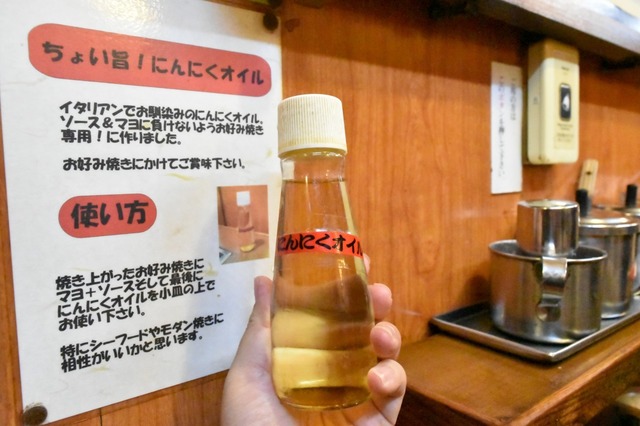 ちょい旨！にんにくオイル
イタリアンでお馴染みのにんにくオイル、
ソース＆マヨに負けないようお好み焼き
専用！に作りました。
お好み焼きにかけてご賞味下さい。
使い方
焼き上がったお好み焼きに
マヨ＋ソースそして最後に
にんにくオイルを小皿の上で
お使い下さい。
特にシーフードやモダン焼きに
相性がいいかと思います。
にんにくオイル